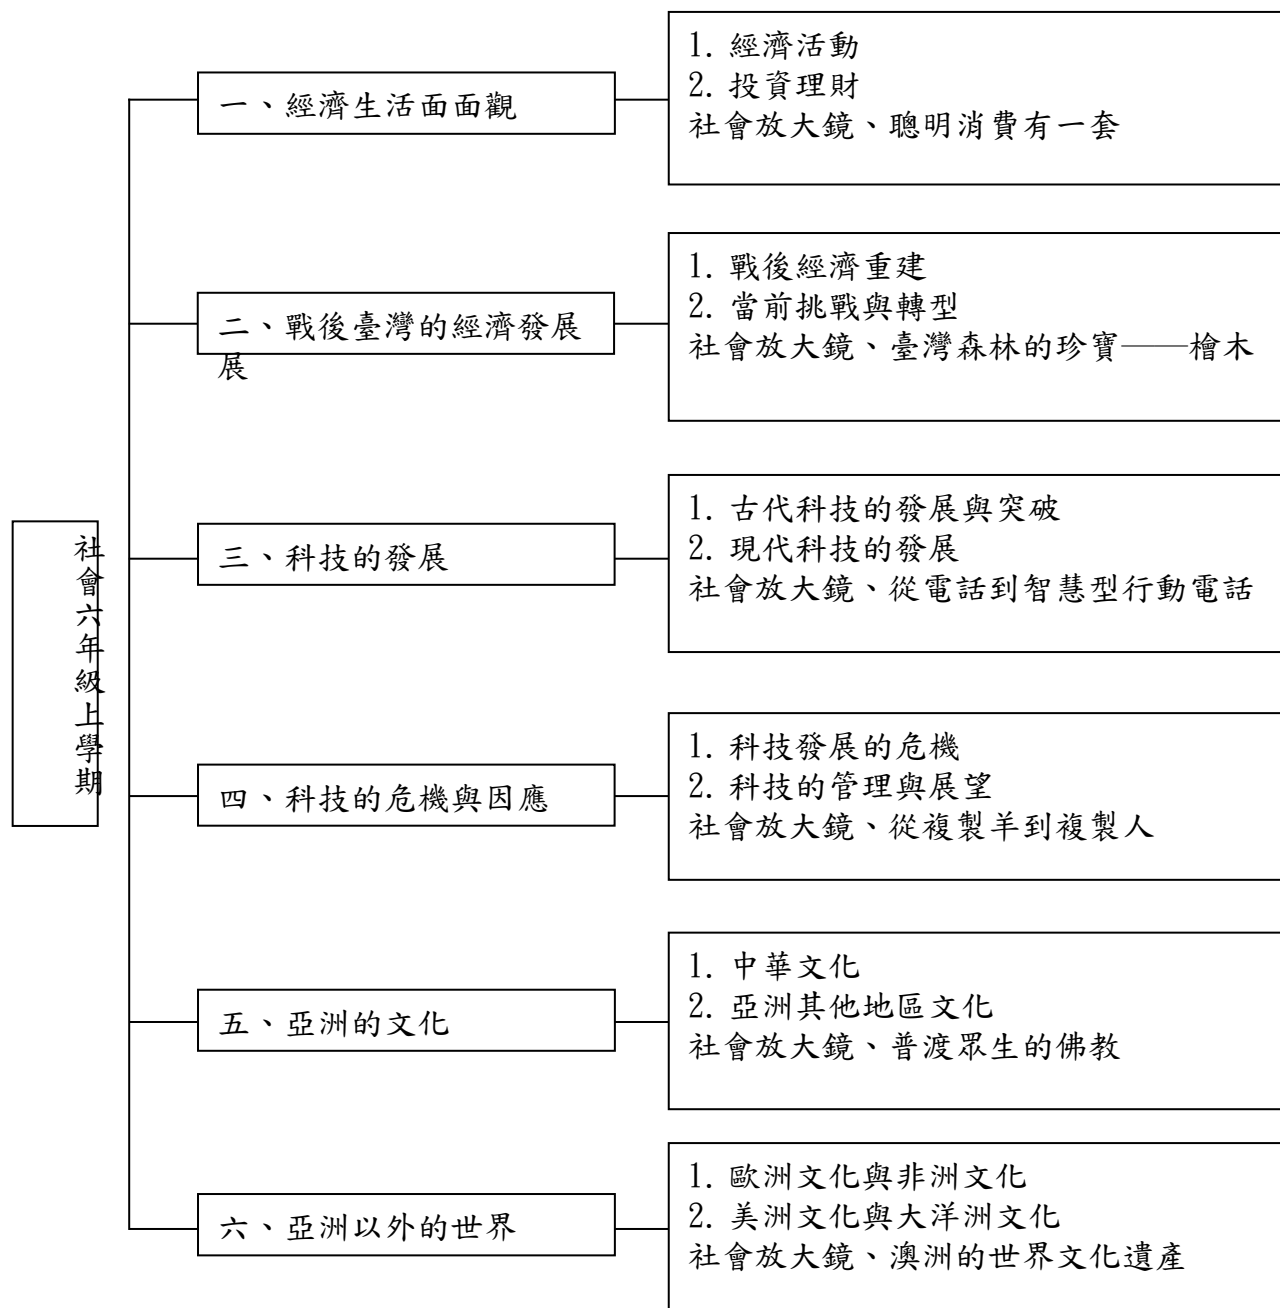 社會六年級上學期
一、經濟生活面面觀
1. 經濟活動
2. 投資理財
社會放大鏡、聰明消費有一套
二、戰後臺灣的經濟發展
展
1. 戰後經濟重建
2. 當前挑戰與轉型
社會放大鏡、臺灣森林的珍寶——檜木
三、科技的發展
1. 古代科技的發展與突破
2. 現代科技的發展
社會放大鏡、從電話到智慧型行動電話
四、科技的危機與因應
1. 科技發展的危機
2. 科技的管理與展望
社會放大鏡、從複製羊到複製人
五、亞洲的文化
1. 中華文化
2. 亞洲其他地區文化
社會放大鏡、普渡眾生的佛教
六、亞洲以外的世界
1. 歐洲文化與非洲文化
2. 美洲文化與大洋洲文化
社會放大鏡、澳洲的世界文化遺產